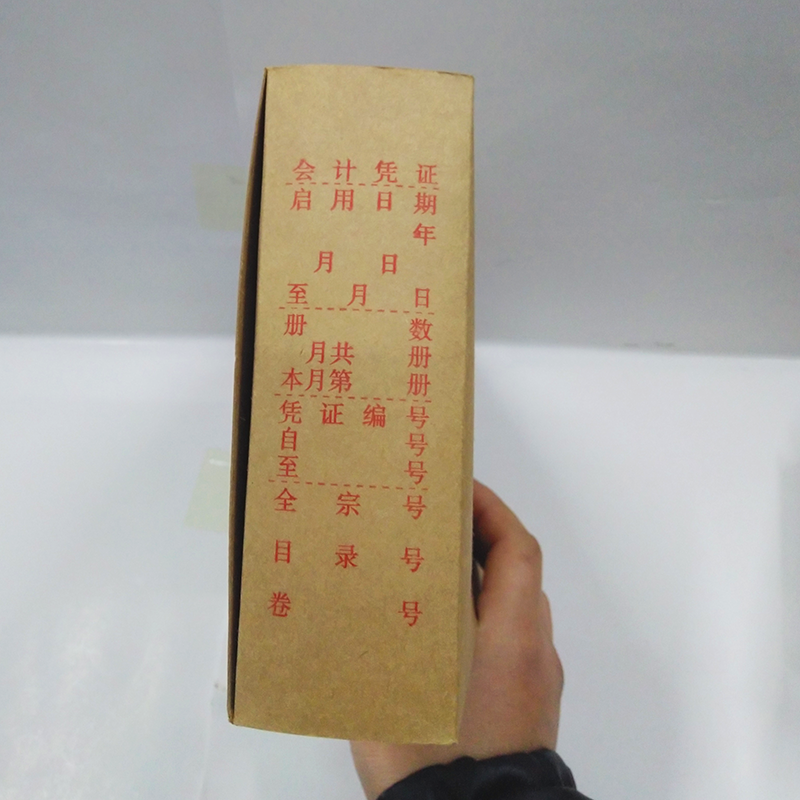 会计凭证
启用日期
年
月 日
至 月 日
册 数
月共 册
本月第 册
凭证编号
自 号
至 号
全宗号
目录号
卷 号